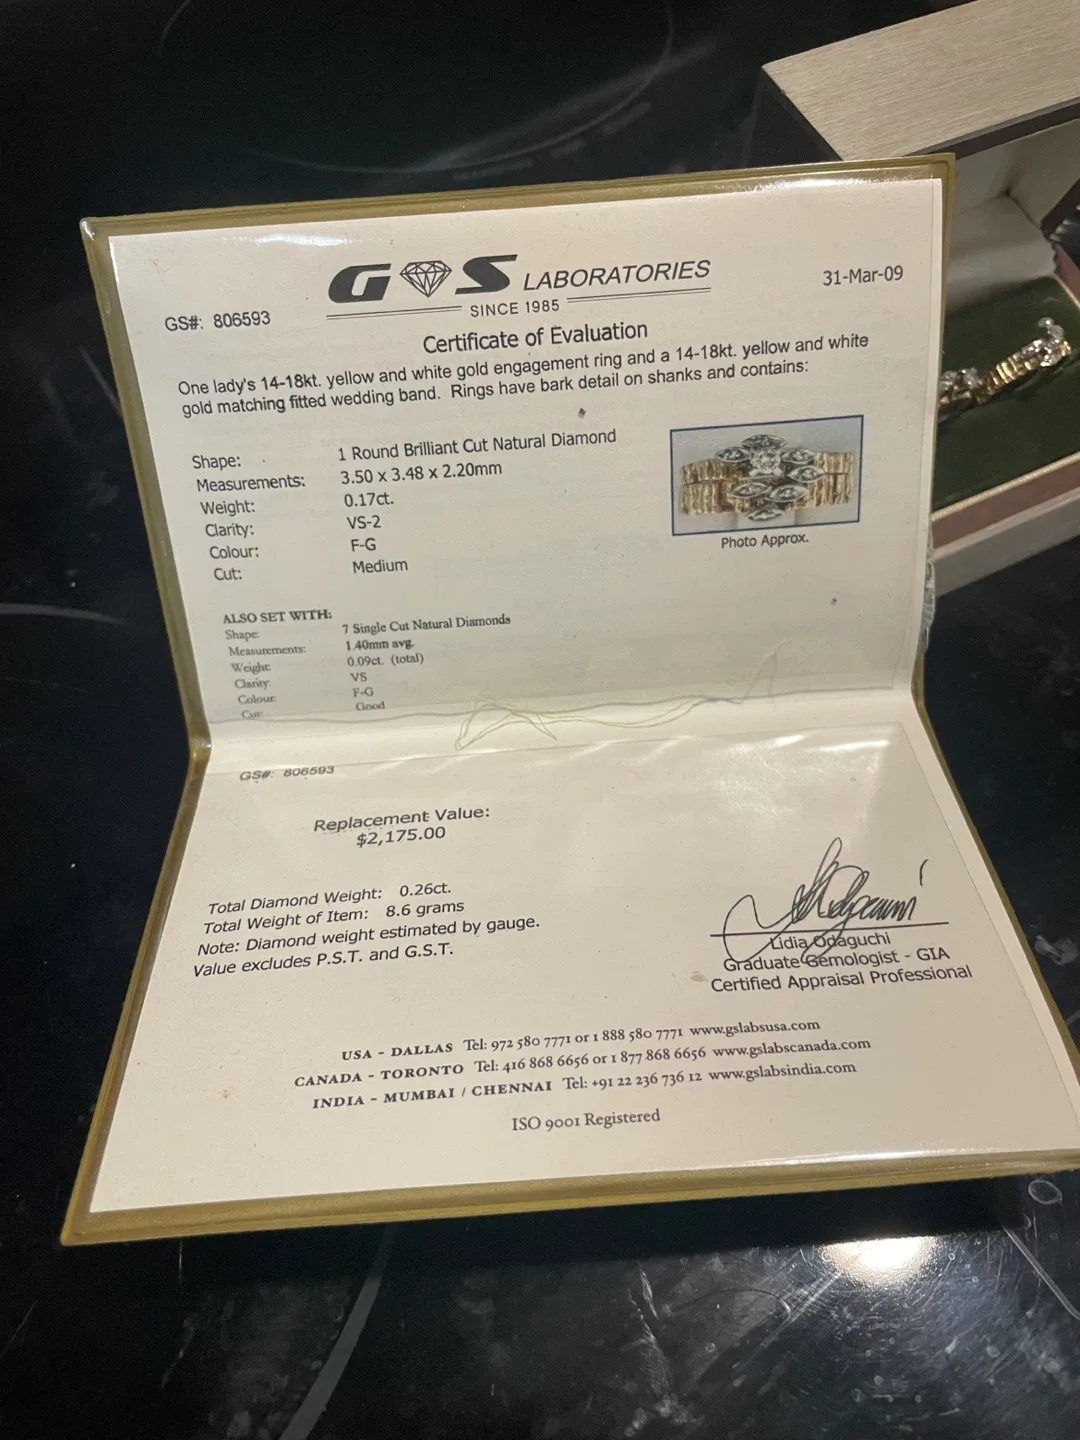 GS LABORATORIES
SINCE 1985
31-Mar-09
GS#: 806593
Certificate of Evaluation
One lady's 14-18kt. yellow and white gold engagement ring and a 14-18kt. yellow and white
gold matching fitted wedding band. Rings have bark detail on shanks and contains:
Shape: 1 Round Brilliant Cut Natural Diamond
Measurements: 3.50 x 3.48 x 2.20mm
Weight: 0.17ct.
Clarity: VS-2
Colour: F-G
Cut: Medium
Photo Approx.
ALSO SET WITH:
Shape: 7 Single Cut Natural Diamonds
Measurements: 1.40mm avg.
Weight: 0.09ct. (total)
Clarity: VS
Colour: F-G
Cut: Good
GS#: 806593
Replacement Value:
$2,175.00
Total Diamond Weight: 0.26ct.
Total Weight of Item: 8.6 grams
Note: Diamond weight estimated by gauge.
Value excludes P.S.T. and G.S.T.
Lidia Odaguchi
Graduate Gemologist - GIA
Certified Appraisal Professional
USA - DALLAS Tel: 972 580 7771 or 1 888 580 7771 www.gslabsusa.com
CANADA - TORONTO Tel: 416 868 6656 or 1 877 868 6656 www.gslabscanada.com
INDIA - MUMBAI / CHENNAI Tel: +91 22 236 736 12 www.gslabsindia.com
ISO 9001 Registered